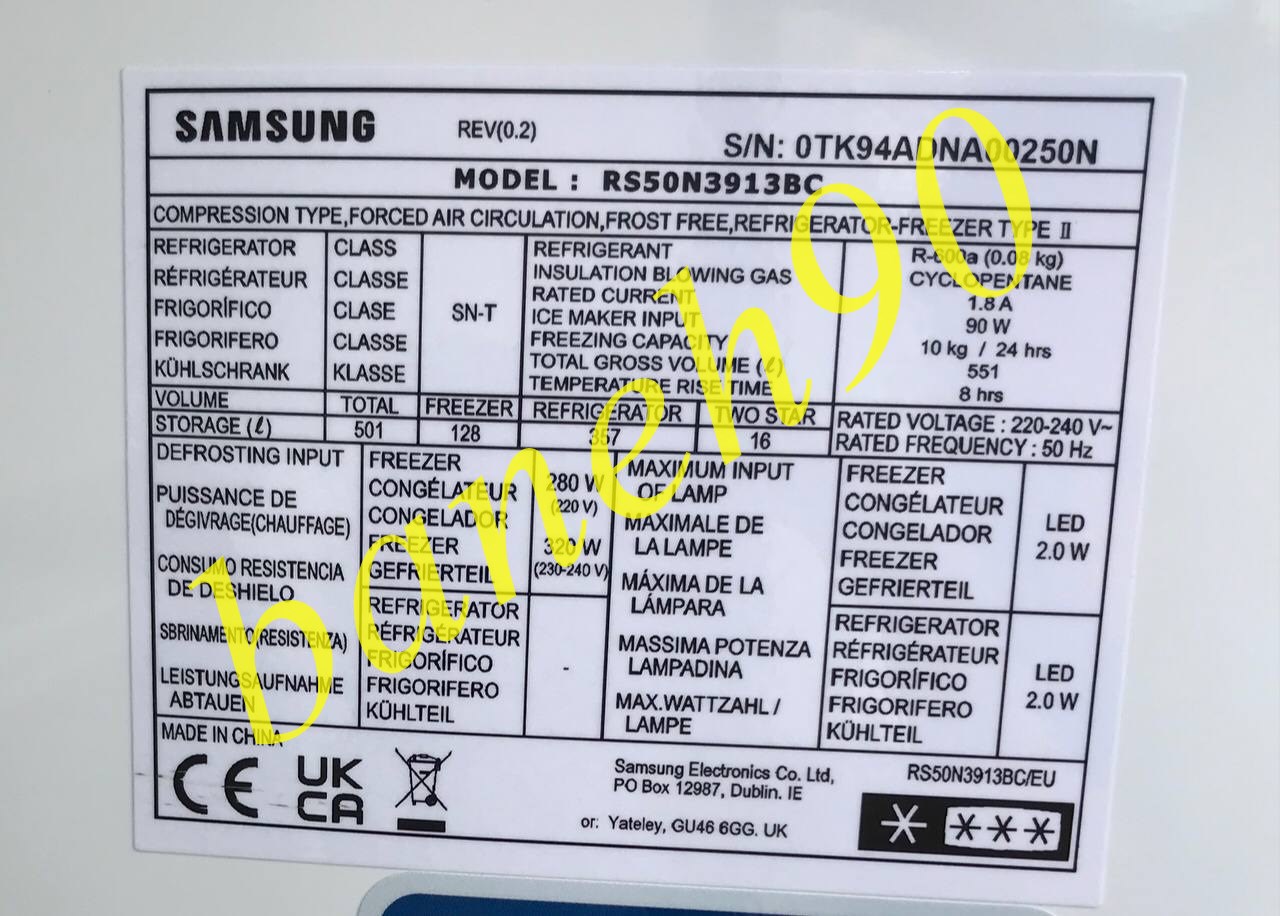 SAMSUNG REV(0.2) S/N: 0TK94ADNA00250N
MODEL : RS50N3913BC
COMPRESSION TYPE,FORCED AIR CIRCULATION,FROST FREE,REFRIGERATOR-FREEZER TYPE II
REFRIGERATOR CLASS
RÉFRIGÉRATEUR CLASSE
FRIGORÍFICO CLASE
FRIGORIFERO CLASSE
KÜHLSCHRANK KLASSE
SN-T
REFRIGERANT R-600a (0.08 kg)
INSULATION BLOWING GAS CYCLOPENTANE
RATED CURRENT 1.8 A
ICE MAKER INPUT 90 W
FREEZING CAPACITY 10 kg / 24 hrs
TOTAL GROSS VOLUME (ℓ) 551
TEMPERATURE RISE TIME 8 hrs
VOLUME TOTAL FREEZER REFRIGERATOR TWO STAR
STORAGE (ℓ) 501 128 357 16
RATED VOLTAGE : 220-240 V~
RATED FREQUENCY : 50 Hz
DEFROSTING INPUT
PUISSANCE DE
DÉGIVRAGE(CHAUFFAGE)
CONSUMO RESISTENCIA
DE DESHIELO
SBRINAMENTO(RESISTENZA)
LEISTUNGSAUFNAHME
ABTAUEN
FREEZER
CONGÉLATEUR
CONGELADOR
FREEZER
GEFRIERTEIL
280 W
(220 V)
320 W
(230-240 V)
REFRIGERATOR
RÉFRIGÉRATEUR
FRIGORÍFICO
FRIGORIFERO
KÜHLTEIL
-
MAXIMUM INPUT
OF LAMP
MAXIMALE DE
LA LAMPE
MÁXIMA DE LA
LÁMPARA
MASSIMA POTENZA
LAMPADINA
MAX.WATTZAHL /
LAMPE
FREEZER
CONGÉLATEUR
CONGELADOR
FREEZER
GEFRIERTEIL
LED
2.0 W
REFRIGERATOR
RÉFRIGÉRATEUR
FRIGORÍFICO
FRIGORIFERO
KÜHLTEIL
LED
2.0 W
MADE IN CHINA
CE
UK
CA
Samsung Electronics Co. Ltd,
PO Box 12987, Dublin. IE
or: Yateley, GU46 6GG. UK
RS50N3913BC/EU
baneh90